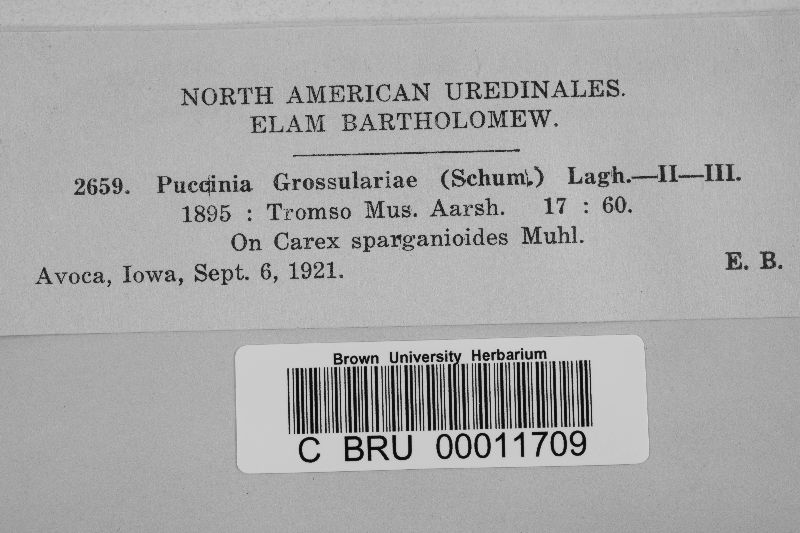 NORTH AMERICAN UREDINALES.
ELAM BARTHOLOMEW.
2659. Puccinia Grossulariae (Schum.) Lagh.—II—III.
1895 : Tromso Mus. Aarsh. 17 : 60.
On Carex sparganioides Muhl.
Avoca, Iowa, Sept. 6, 1921.
E. B.
Brown University Herbarium
C BRU 00011709